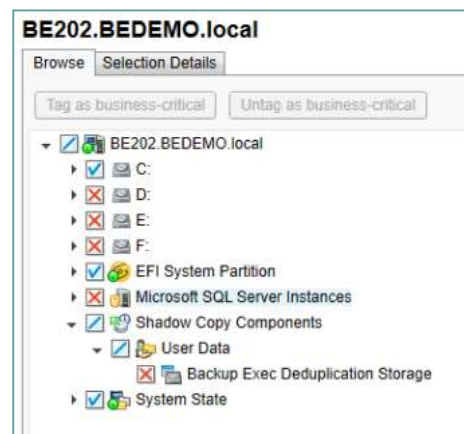 BE202.BEDEMO.local
Browse Selection Details
Tag as business-critical Untag as business-critical
BE202.BEDEMO.local
C:
D:
E:
F:
EFI System Partition
Microsoft SQL Server Instances
Shadow Copy Components
User Data
Backup Exec Deduplication Storage
System State